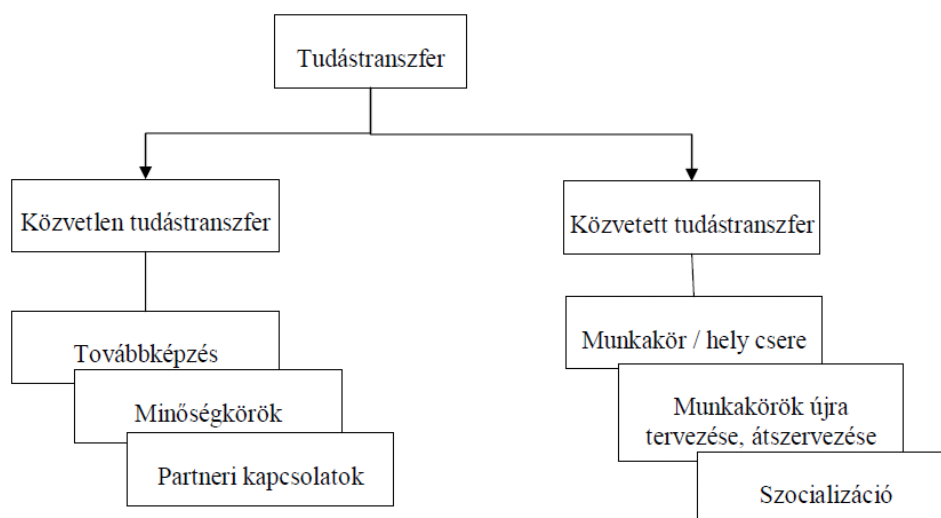 Tudástranszfer
Közvetlen tudástranszfer
Közvetett tudástranszfer
Továbbképzés
Minőségkörök
Partneri kapcsolatok
Munkakör / hely csere
Munkakörök újra
tervezése, átszervezése
Szocializáció